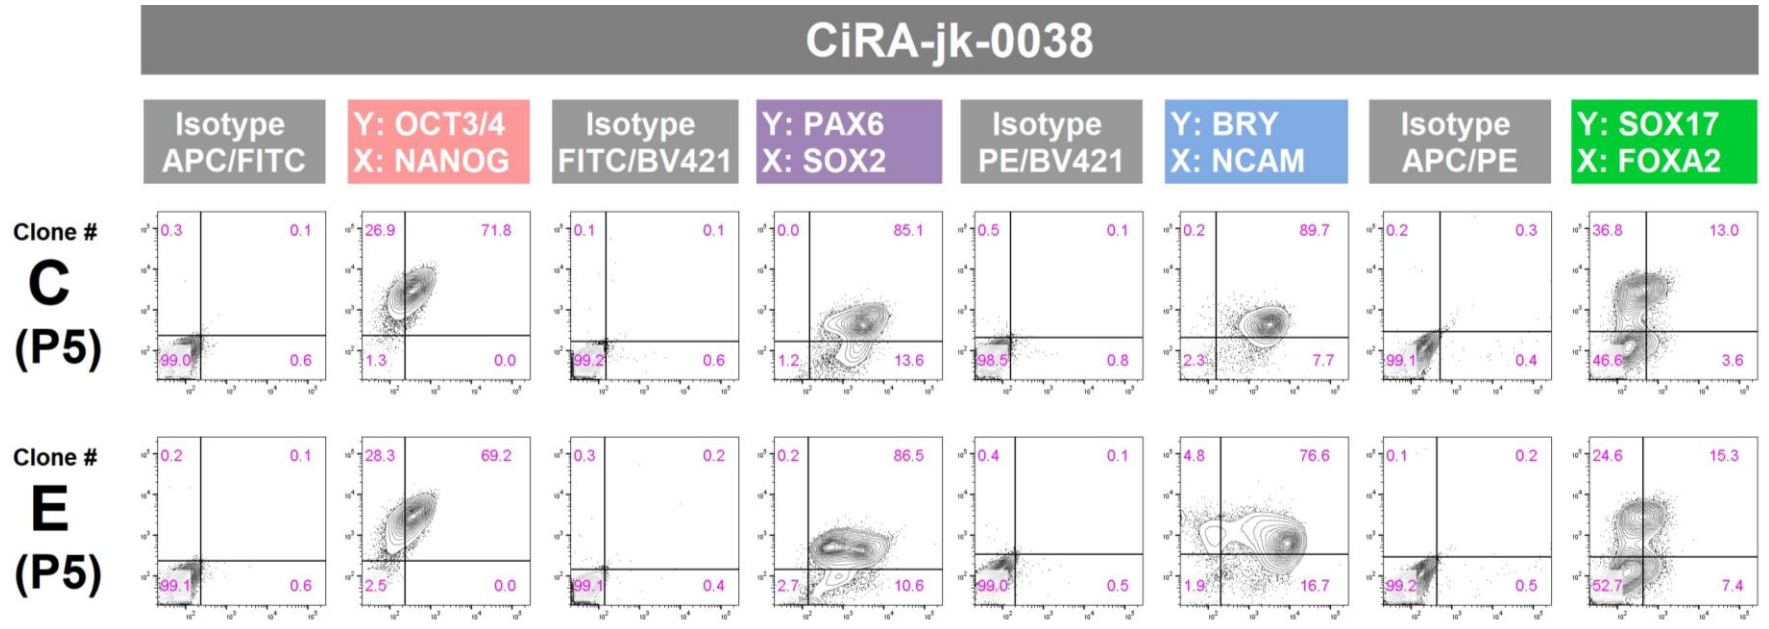 CiRA-jk-0038
Isotype APC/FITC
Y: OCT3/4 X: NANOG
Isotype FITC/BV421
Y: PAX6 X: SOX2
Isotype PE/BV421
Y: BRY X: NCAM
Isotype APC/PE
Y: SOX17 X: FOXA2
Clone #
C
(P5)
0.3 0.1 26.9 71.8 0.1 0.1 0.0 85.1 0.5 0.1 0.2 89.7 0.2 0.3 36.8 13.0
99.0 0.6 1.3 0.0 99.2 0.6 1.2 13.6 98.5 0.8 2.3 7.7 99.1 0.4 46.6 3.6
Clone #
E
(P5)
0.2 0.1 28.3 69.2 0.3 0.2 0.2 86.5 0.4 0.1 4.8 76.6 0.1 0.2 24.6 15.3
99.1 0.6 2.5 0.0 99.1 0.4 2.7 10.6 99.0 0.5 1.9 16.7 99.2 0.5 52.7 7.4